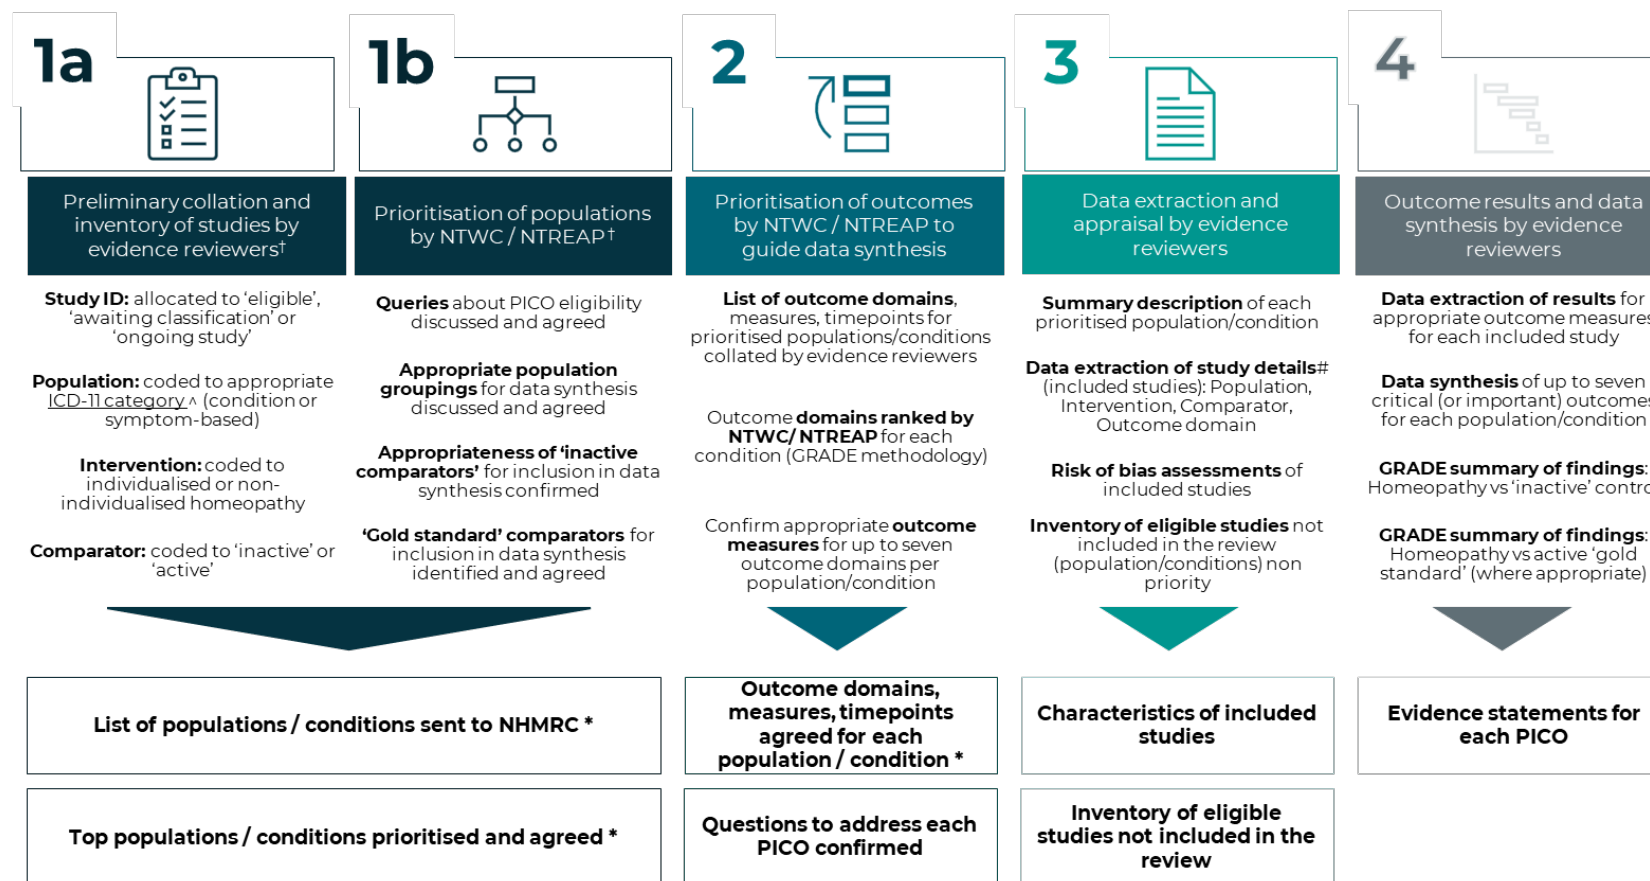 1a
Preliminary collation and
inventory of studies by
evidence reviewers†
Study ID: allocated to ‘eligible’,
‘awaiting classification’ or
‘ongoing study’
Population: coded to appropriate
ICD-11 category ^ (condition or
symptom-based)
Intervention: coded to
individualised or non-
individualised homeopathy
Comparator: coded to ‘inactive’ or
‘active’
1b
Prioritisation of populations
by NTWC / NTREAP†
Queries about PICO eligibility
discussed and agreed
Appropriate population
groupings for data synthesis
discussed and agreed
Appropriateness of ‘inactive
comparators’ for inclusion in data
synthesis confirmed
‘Gold standard’ comparators for
inclusion in data synthesis
identified and agreed
List of populations / conditions sent to NHMRC *
Top populations / conditions prioritised and agreed *
2
Prioritisation of outcomes
by NTWC / NTREAP to
guide data synthesis
List of outcome domains,
measures, timepoints for
prioritised populations/conditions
collated by evidence reviewers
Outcome domains ranked by
NTWC/ NTREAP for each
condition (GRADE methodology)
Confirm appropriate outcome
measures for up to seven
outcome domains per
population/condition
Outcome domains,
measures, timepoints
agreed for each
population / condition *
Questions to address each
PICO confirmed
3
Data extraction and
appraisal by evidence
reviewers
Summary description of each
prioritised population/condition
Data extraction of study details#
(included studies): Population,
Intervention, Comparator,
Outcome domain
Risk of bias assessments of
included studies
Inventory of eligible studies not
included in the review
(population/conditions) non
priority
Characteristics of included
studies
Inventory of eligible
studies not included in the
review
4
Outcome results and data
synthesis by evidence
reviewers
Data extraction of results for
appropriate outcome measures
for each included study
Data synthesis of up to seven
critical (or important) outcomes
for each population/condition
GRADE summary of findings:
Homeopathy vs ‘inactive’ contro
GRADE summary of findings:
Homeopathy vs active ‘gold
standard’ (where appropriate)
Evidence statements for
each PICO